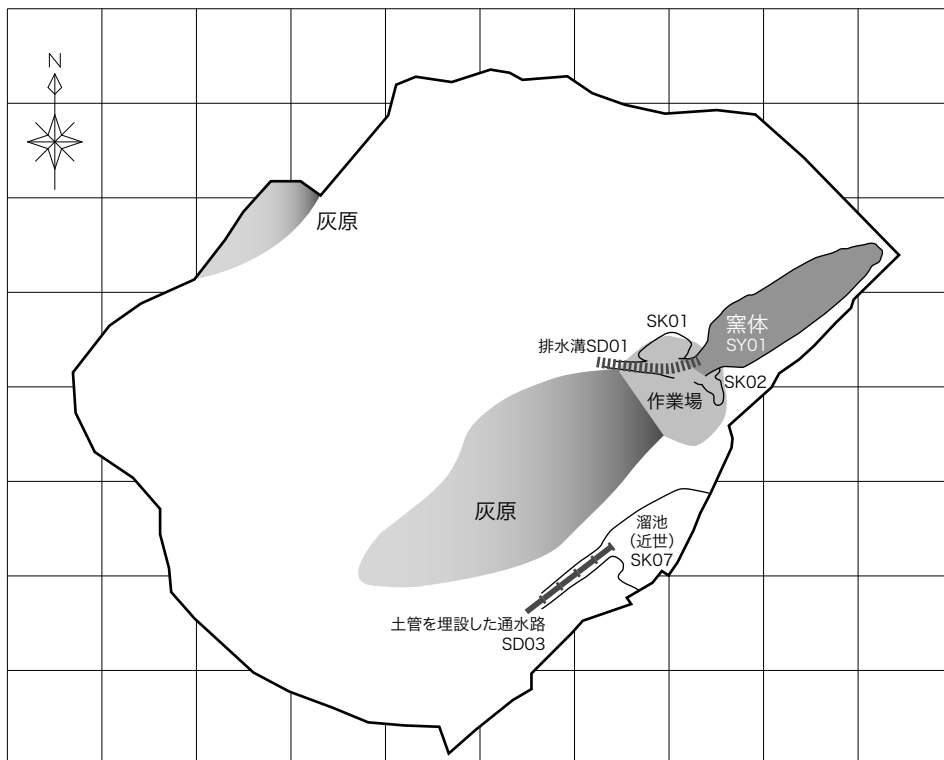 N
灰原
SK01
窯体
SY01
排水溝SD01
SK02
作業場
灰原
溜池
（近世）
SK07
土管を埋設した通水路
SD03